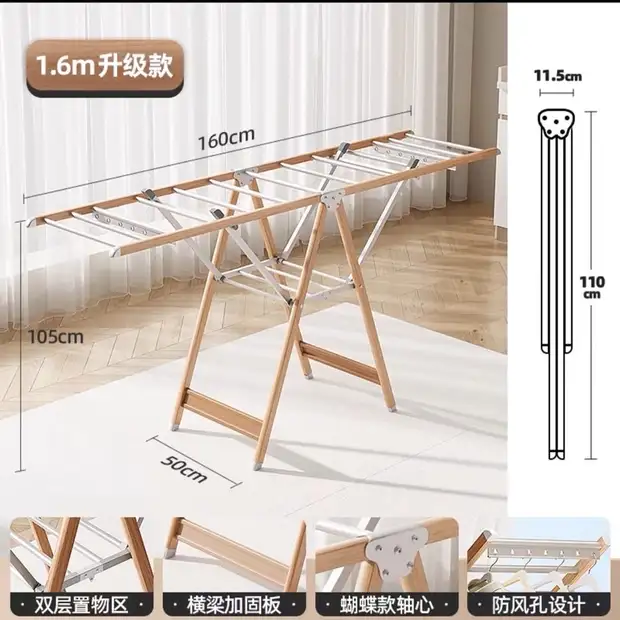 1.6m升级款
160cm
105cm
50cm
11.5cm
110
cm
双层置物区
横梁加固板
蝴蝶款轴心
防风孔设计